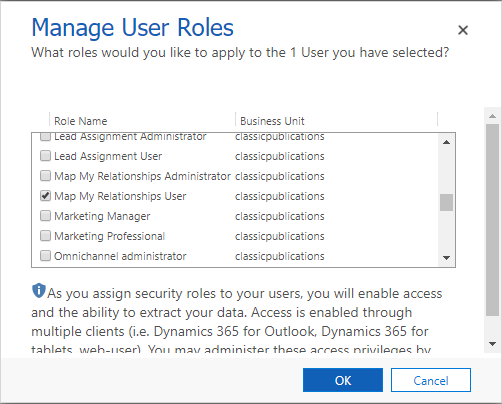 Manage User Roles
What roles would you like to apply to the 1 User you have selected?
Role Name Business Unit
Lead Assignment Administrator classicpublications
Lead Assignment User classicpublications
Map My Relationships Administrator classicpublications
Map My Relationships User classicpublications
Marketing Manager classicpublications
Marketing Professional classicpublications
Omnichannel administrator classicpublications
As you assign security roles to your users, you will enable access
and the ability to extract your data. Access is enabled through
multiple clients (i.e. Dynamics 365 for Outlook, Dynamics 365 for
tablets, web-user). You may administer these access privileges by
OK Cancel